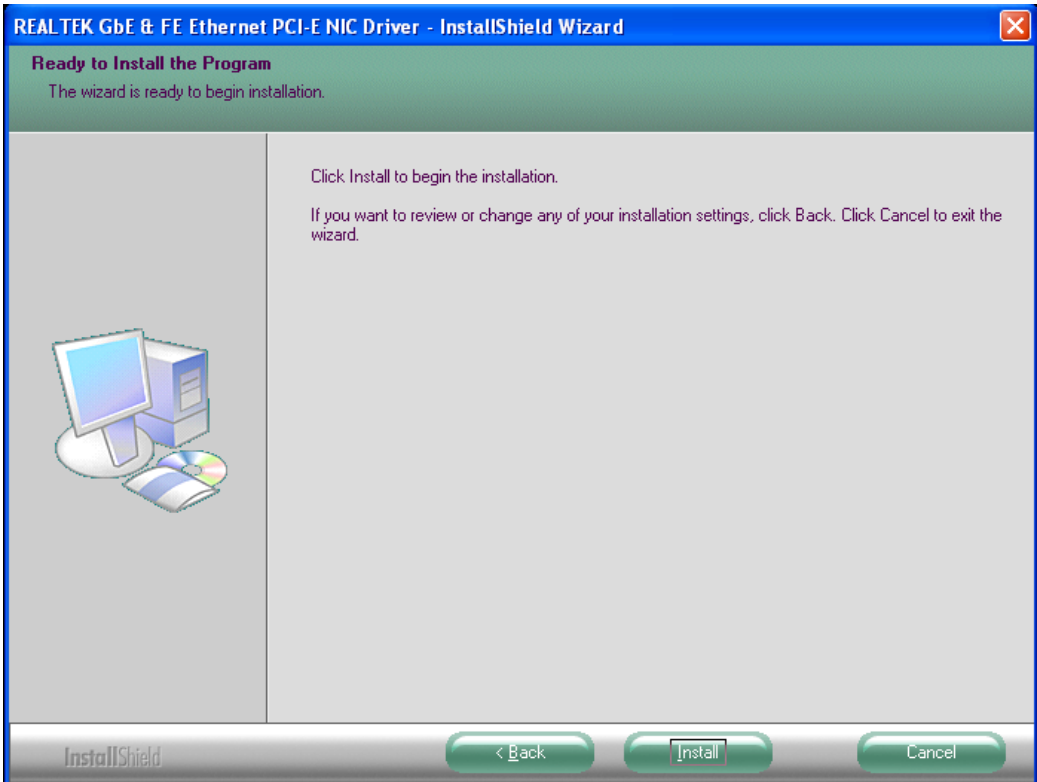 REALTEK GbE & FE Ethernet PCI-E NIC Driver - InstallShield Wizard
Ready to Install the Program
The wizard is ready to begin installation.
Click Install to begin the installation.
If you want to review or change any of your installation settings, click Back. Click Cancel to exit the
wizard.
InstallShield
< Back
Install
Cancel